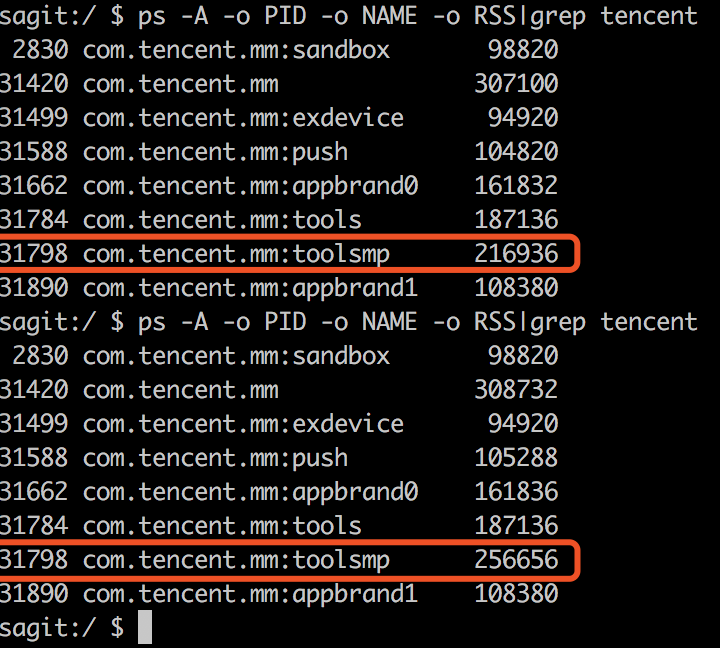 sagit:/ $ ps -A -o PID -o NAME -o RSS|grep tencent
 2830 com.tencent.mm:sandbox      98820
31420 com.tencent.mm              307100
31499 com.tencent.mm:exdevice     94920
31588 com.tencent.mm:push         104820
31662 com.tencent.mm:appbrand0    161832
31784 com.tencent.mm:tools        187136
31798 com.tencent.mm:toolsmp      216936
31890 com.tencent.mm:appbrand1    108380
sagit:/ $ ps -A -o PID -o NAME -o RSS|grep tencent
 2830 com.tencent.mm:sandbox      98820
31420 com.tencent.mm              308732
31499 com.tencent.mm:exdevice     94920
31588 com.tencent.mm:push         105288
31662 com.tencent.mm:appbrand0    161836
31784 com.tencent.mm:tools        187136
31798 com.tencent.mm:toolsmp      256656
31890 com.tencent.mm:appbrand1    108380
sagit:/ $